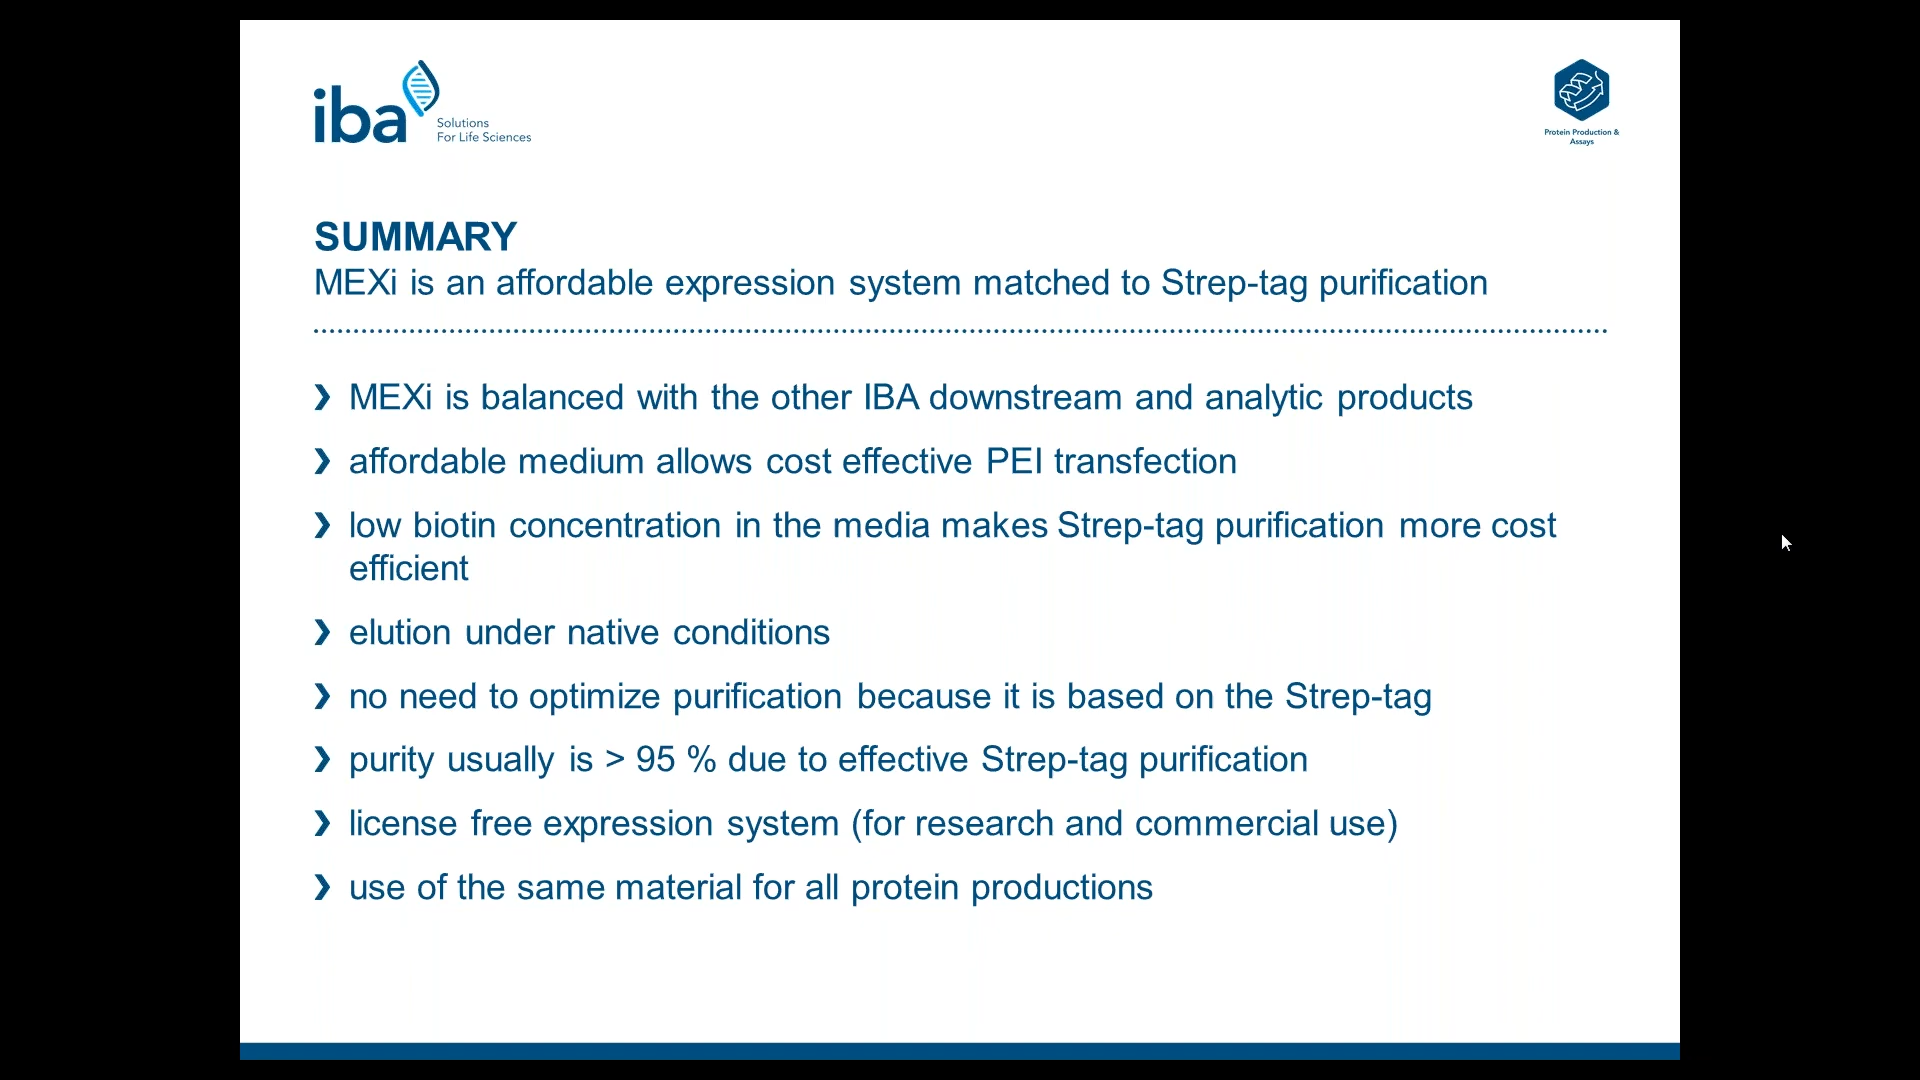 iba
Solutions
For Life Sciences
Protein Production &
Assays
SUMMARY
MEXi is an affordable expression system matched to Strep-tag purification
MEXi is balanced with the other IBA downstream and analytic products
affordable medium allows cost effective PEI transfection
low biotin concentration in the media makes Strep-tag purification more cost
efficient
elution under native conditions
no need to optimize purification because it is based on the Strep-tag
purity usually is > 95 % due to effective Strep-tag purification
license free expression system (for research and commercial use)
use of the same material for all protein productions